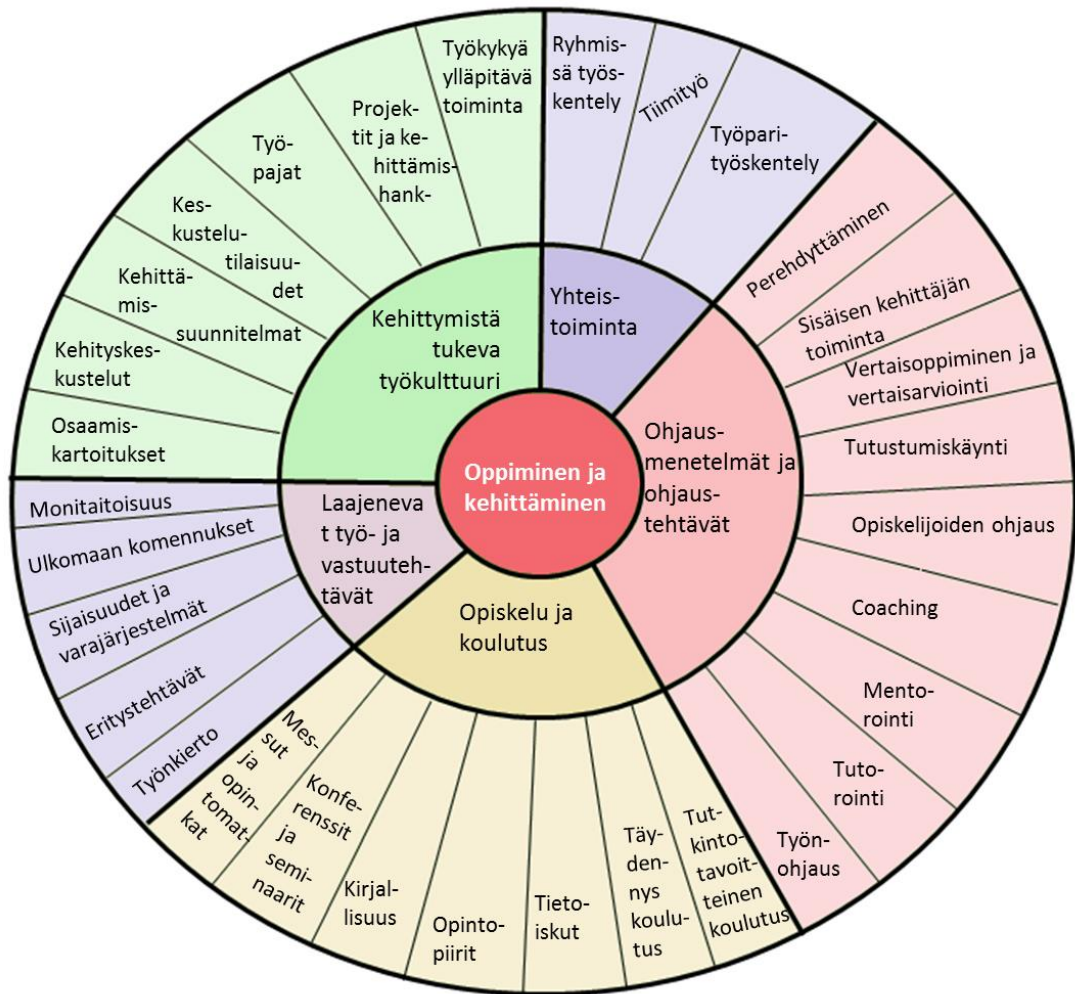 Oppiminen ja
kehittäminen
Yhteis-
toiminta
Ryhmis-
sä työs-
kentely
Tiimityö
Työpari-
työskentely
Ohjaus-
menetelmät ja
ohjaus-
tehtävät
Perehdyttäminen
Sisäisen kehittäjän
toiminta
Vertaisoppiminen ja
vertaisarviointi
Tutustumiskäynti
Opiskelijoiden ohjaus
Coaching
Mento-
rointi
Tuto-
rointi
Työn-
ohjaus
Opiskelu ja
koulutus
Tut-
kinto-
tavoit-
teinen
koulutus
Täy-
den-
nys
koulu-
tus
Tieto-
iskut
Opinto-
piirit
Kirjal-
lisuus
Konfe-
renssit
ja
semi-
naarit
Mes-
sut
ja
opin-
tomat-
kat
Laajeneva
t työ- ja
vastuuteh-
tävät
Työnkierto
Eritystehtävät
Sijaisuudet ja
varajärjestelmät
Ulkomaan komennukset
Monitaitoisuus
Kehittymistä
tukeva
työkulttuuri
Osaamis-
kartoitukset
Kehityskes-
kustelut
Kehittä-
mis-
suunnitelmat
Kes-
kustelu-
tilaisuu-
det
Työ-
pajat
Projek-
tit ja ke-
hittämis-
hank-
Työkykyä
ylläpitävä
toiminta